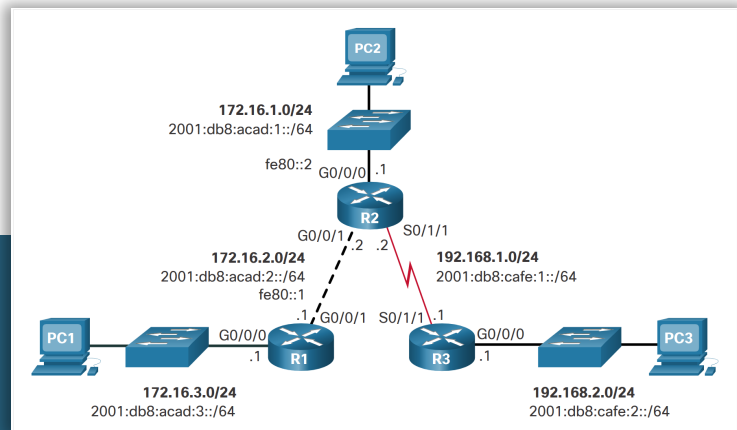 PC2
172.16.1.0/24
2001:db8:acad:1::/64
fe80::2
G0/0/0
.1
R2
G0/0/1
.2
.2
S0/1/1
172.16.2.0/24
2001:db8:acad:2::/64
fe80::1
192.168.1.0/24
2001:db8:cafe:1::/64
.1
G0/0/1
S0/1/1
.1
PC1
G0/0/0
.1
R1
R3
G0/0/0
.1
PC3
172.16.3.0/24
2001:db8:acad:3::/64
192.168.2.0/24
2001:db8:cafe:2::/64